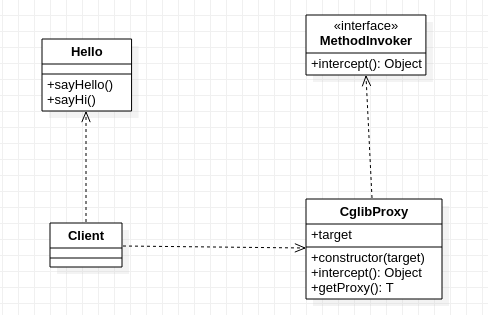 Hello
+sayHello()
+sayHi()
«interface»
MethodInvoker
+intercept(): Object
Client
CglibProxy
+target
+constructor(target)
+intercept(): Object
+getProxy(): T